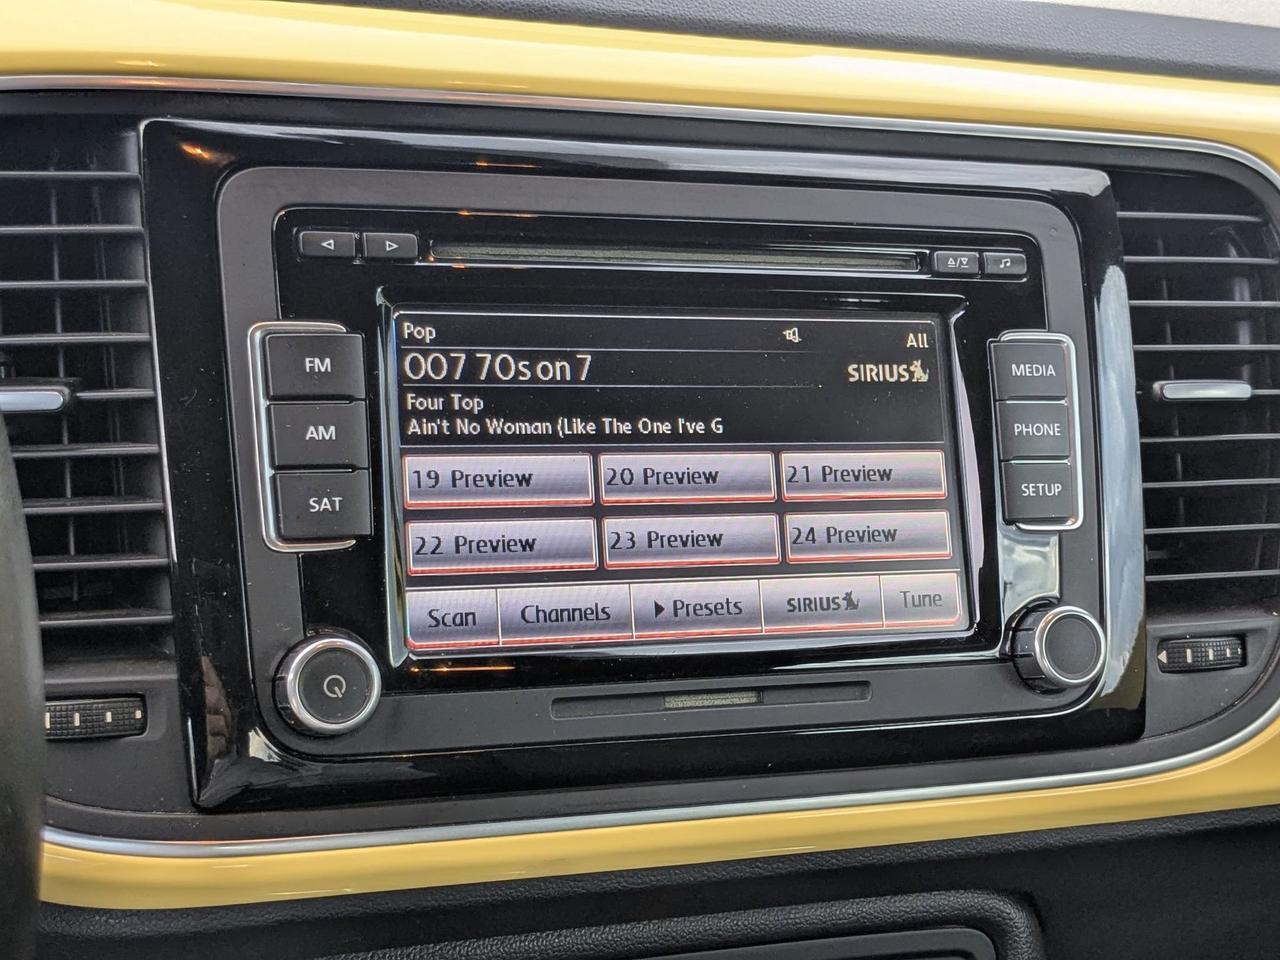 Pop
All
007 70s on 7
SIRIUS
Four Top
Ain't No Woman (Like The One I've G
19 Preview
20 Preview
21 Preview
22 Preview
23 Preview
24 Preview
Scan
Channels
Presets
SIRIUS
Tune
FM
AM
SAT
MEDIA
PHONE
SETUP